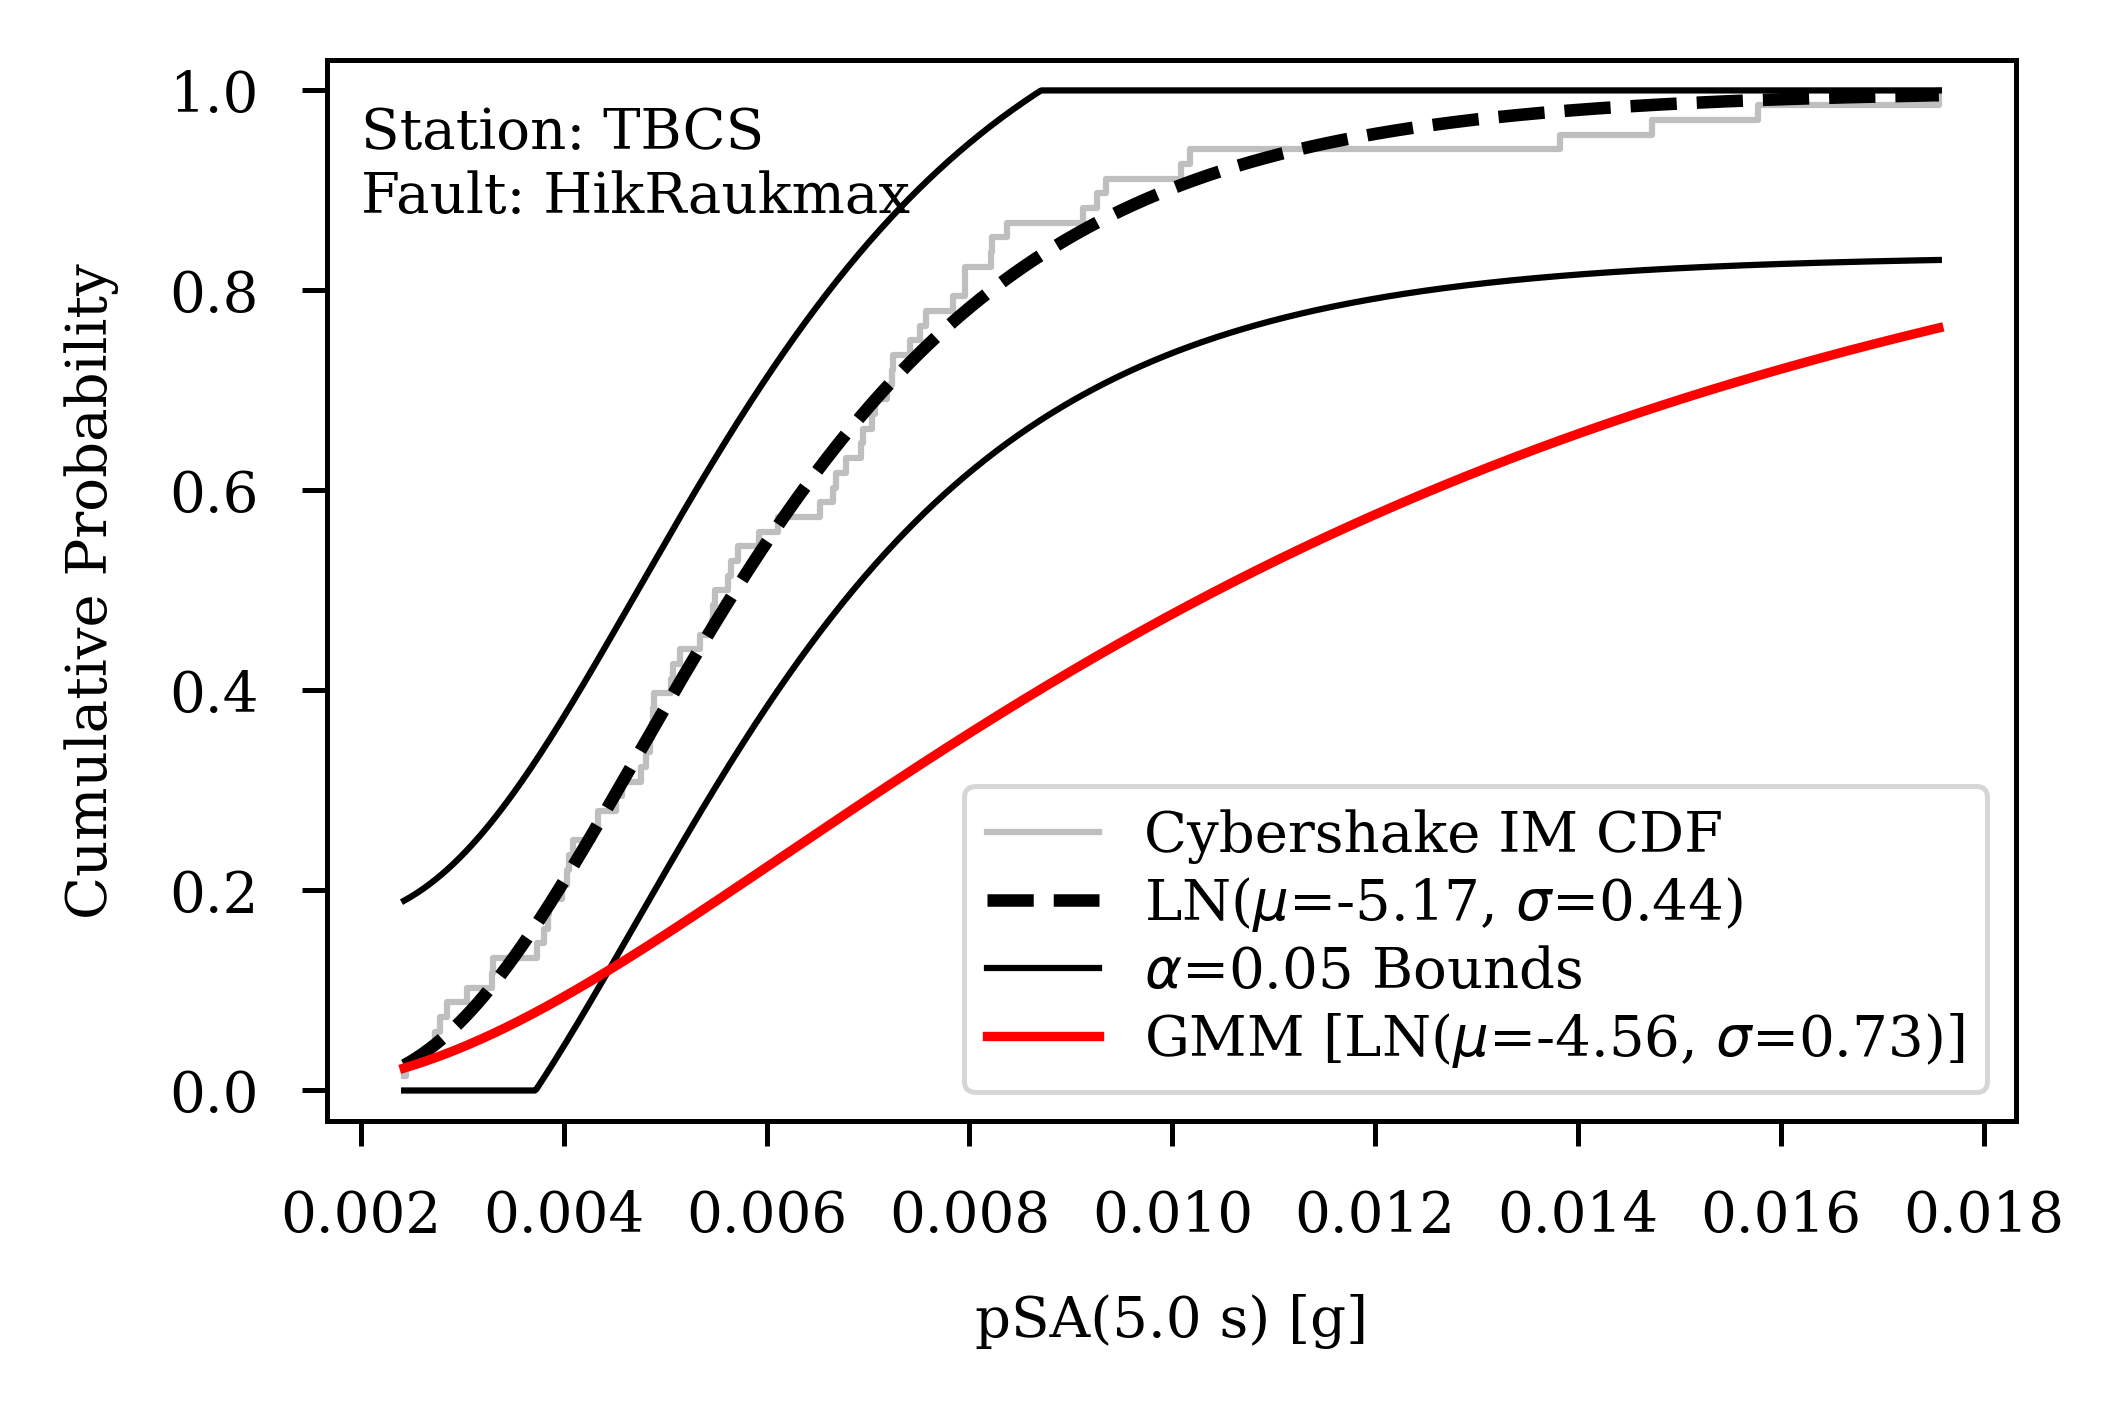 Station: TBCS
Fault: HikRaukmax
Cumulative Probability
1.0
0.8
0.6
0.4
0.2
0.0
Cybershake IM CDF
LN(μ=-5.17, σ=0.44)
α=0.05 Bounds
GMM [LN(μ=-4.56, σ=0.73)]
0.002 0.004 0.006 0.008 0.010 0.012 0.014 0.016 0.018
pSA(5.0 s) [g]